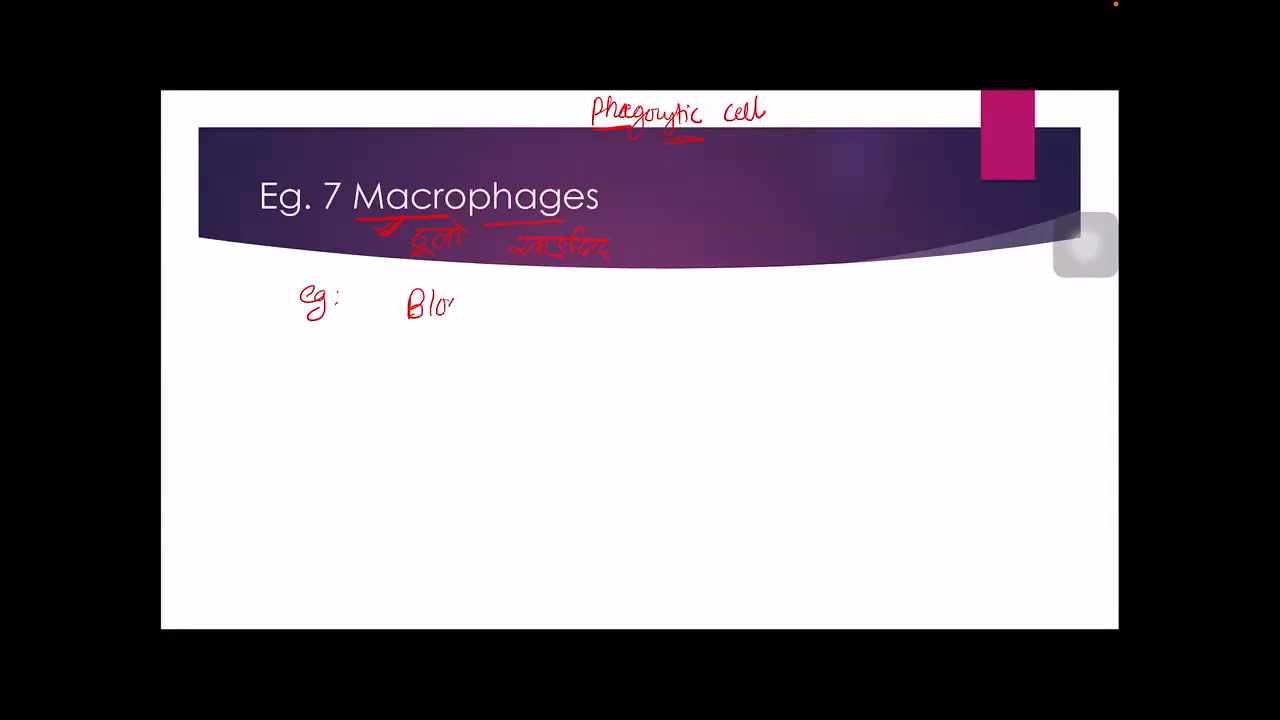 Phagocytic cell
Eg. 7 Macrophages
ठूलो
eg: Blo